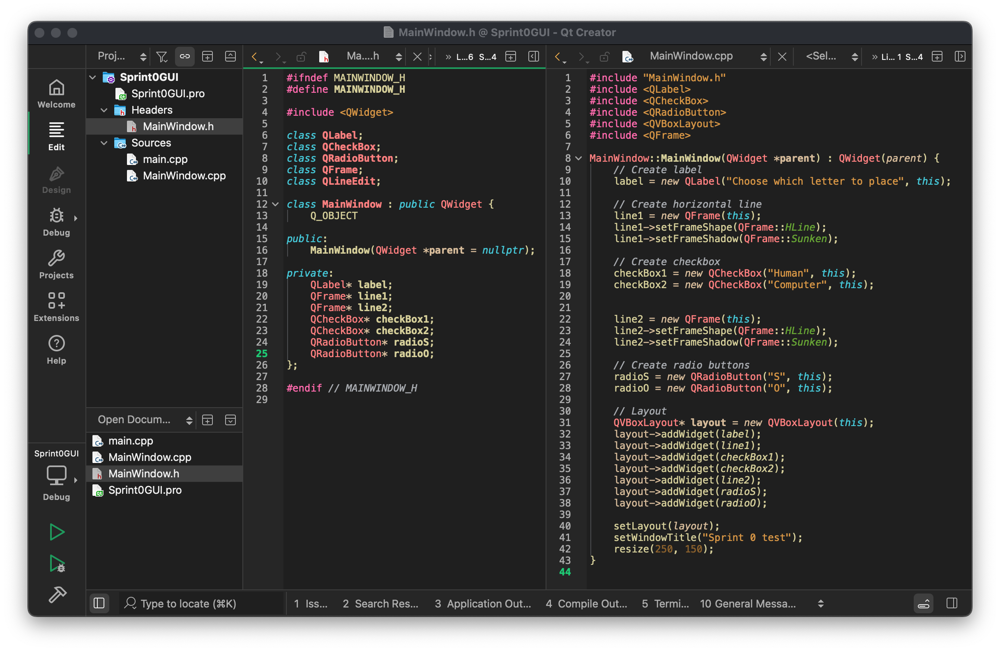 MainWindow.h @ Sprint0GUI - Qt Creator
Proj...
Ma....h
» L...6 S...4
MainWindow.cpp
<Sel...
» Li... 1 S...4
Welcome
Edit
Design
Debug
Projects
Extensions
Help
Sprint0GUI
Debug
Sprint0GUI
Sprint0GUI.pro
Headers
MainWindow.h
Sources
main.cpp
MainWindow.cpp
Open Docum...
main.cpp
MainWindow.cpp
MainWindow.h
Sprint0GUI.pro
1 #ifndef MAINWINDOW_H
2 #define MAINWINDOW_H
3
4 #include <QWidget>
5
6 class QLabel;
7 class QCheckBox;
8 class QRadioButton;
9 class QFrame;
10 class QLineEdit;
11
12 class MainWindow : public QWidget {
13     Q_OBJECT
14
15 public:
16     MainWindow(QWidget *parent = nullptr);
17
18 private:
19     QLabel* label;
20     QFrame* line1;
21     QFrame* line2;
22     QCheckBox* checkBox1;
23     QCheckBox* checkBox2;
24     QRadioButton* radioS;
25     QRadioButton* radioO;
26 };
27
28 #endif // MAINWINDOW_H
29
1 #include "MainWindow.h"
2 #include <QLabel>
3 #include <QCheckBox>
4 #include <QRadioButton>
5 #include <QVBoxLayout>
6 #include <QFrame>
7
8 MainWindow::MainWindow(QWidget *parent) : QWidget(parent) {
9     // Create label
10     label = new QLabel("Choose which letter to place", this);
11
12     // Create horizontal line
13     line1 = new QFrame(this);
14     line1->setFrameShape(QFrame::HLine);
15     line1->setFrameShadow(QFrame::Sunken);
16
17     // Create checkbox
18     checkBox1 = new QCheckBox("Human", this);
19     checkBox2 = new QCheckBox("Computer", this);
20
21
22     line2 = new QFrame(this);
23     line2->setFrameShape(QFrame::HLine);
24     line2->setFrameShadow(QFrame::Sunken);
25
26     // Create radio buttons
27     radioS = new QRadioButton("S", this);
28     radioO = new QRadioButton("O", this);
29
30     // Layout
31     QVBoxLayout* layout = new QVBoxLayout(this);
32     layout->addWidget(label);
33     layout->addWidget(line1);
34     layout->addWidget(checkBox1);
35     layout->addWidget(checkBox2);
36     layout->addWidget(line2);
37     layout->addWidget(radioS);
38     layout->addWidget(radioO);
39
40     setLayout(layout);
41     setWindowTitle("Sprint 0 test");
42     resize(250, 150);
43 }
44
Type to locate (⌘K)
1 Iss...
2 Search Res...
3 Application Out...
4 Compile Out...
5 Termi...
10 General Messa...